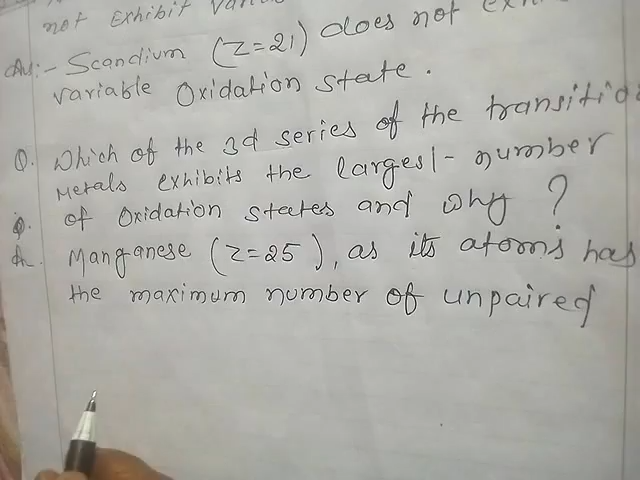 not exhibit
Ans:- Scandium (Z=21) does not
variable Oxidation state.
Q. Which of the 3d series of the transition
Metals exhibits the largest number
of Oxidation states and why?
A. Manganese (Z=25), as its atoms has
the maximum number of unpaired